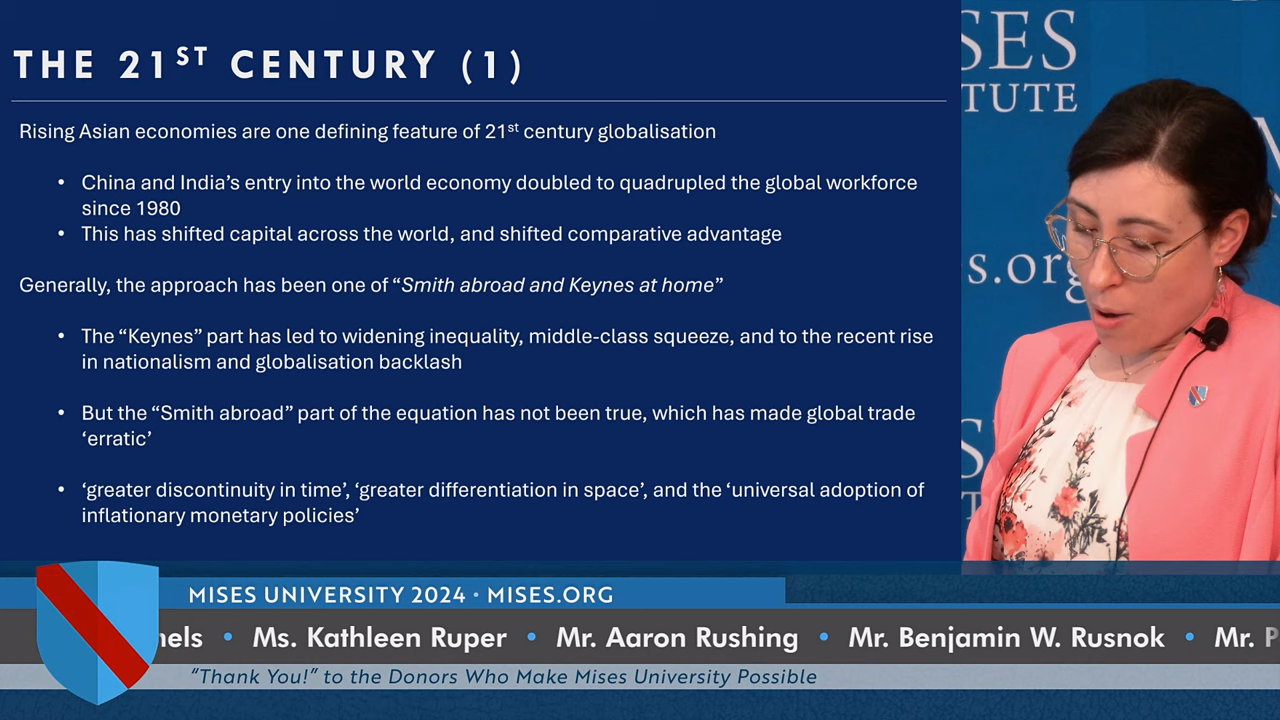 THE 21ST CENTURY (1)
Rising Asian economies are one defining feature of 21st century globalisation
• China and India's entry into the world economy doubled to quadrupled the global workforce
since 1980
• This has shifted capital across the world, and shifted comparative advantage
Generally, the approach has been one of “Smith abroad and Keynes at home”
• The “Keynes” part has led to widening inequality, middle-class squeeze, and to the recent rise
in nationalism and globalisation backlash
• But the “Smith abroad” part of the equation has not been true, which has made global trade
‘erratic’
• ‘greater discontinuity in time’, ‘greater differentiation in space’, and the ‘universal adoption of
inflationary monetary policies’
SES
TUTE
s.org
MISES UNIVERSITY 2024 • MISES.ORG
nels • Ms. Kathleen Ruper • Mr. Aaron Rushing • Mr. Benjamin W. Rusnok • Mr. P
“Thank You!” to the Donors Who Make Mises University Possible